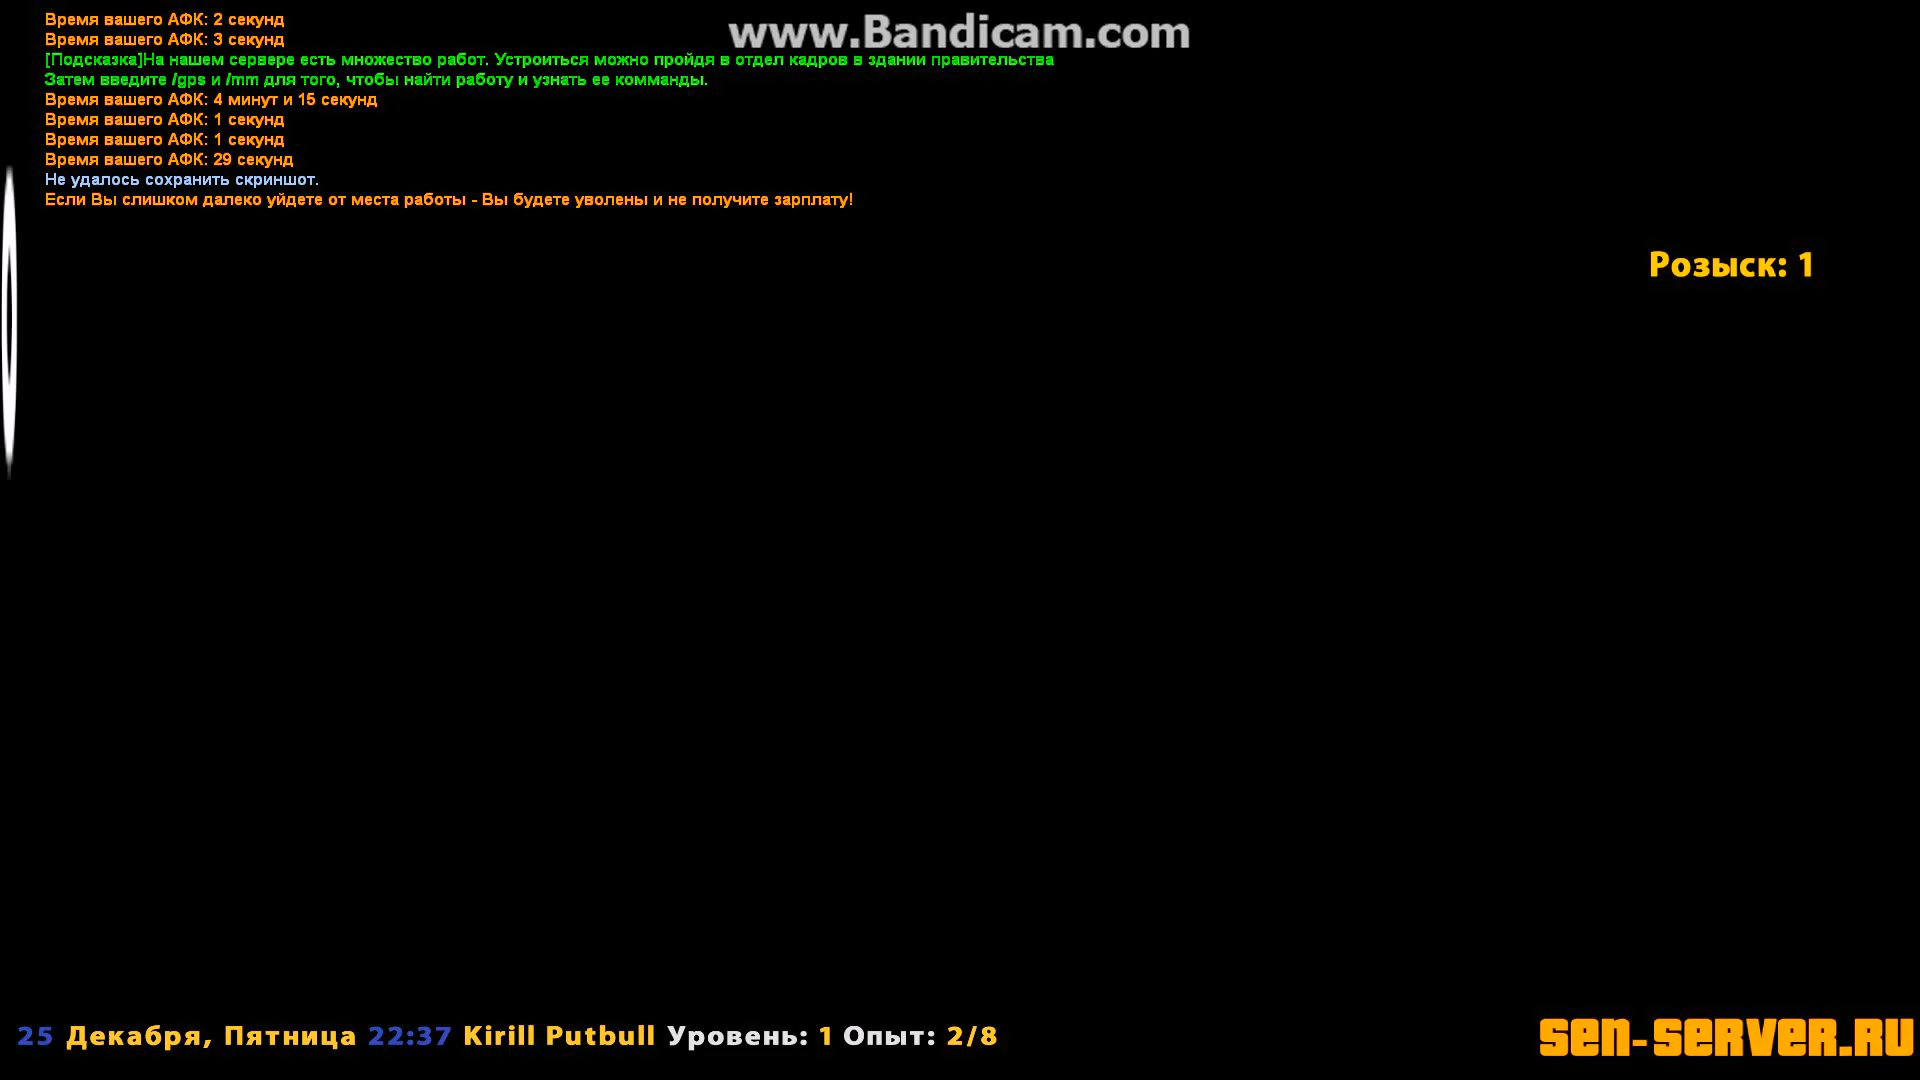 www.Bandicam.com
Время вашего АФК: 2 секунд
Время вашего АФК: 3 секунд
[Подсказка]На нашем сервере есть множество работ. Устроиться можно пройдя в отдел кадров в здании правительства
Затем введите /gps и /mm для того, чтобы найти работу и узнать ее комманды.
Время вашего АФК: 4 минут и 15 секунд
Время вашего АФК: 1 секунд
Время вашего АФК: 1 секунд
Время вашего АФК: 29 секунд
Не удалось сохранить скриншот.
Если Вы слишком далеко уйдете от места работы - Вы будете уволены и не получите зарплату!
Розыск: 1
25 Декабря, Пятница 22:37 Kirill Putbull Уровень: 1 Опыт: 2/8
SEN-SERVER.RU